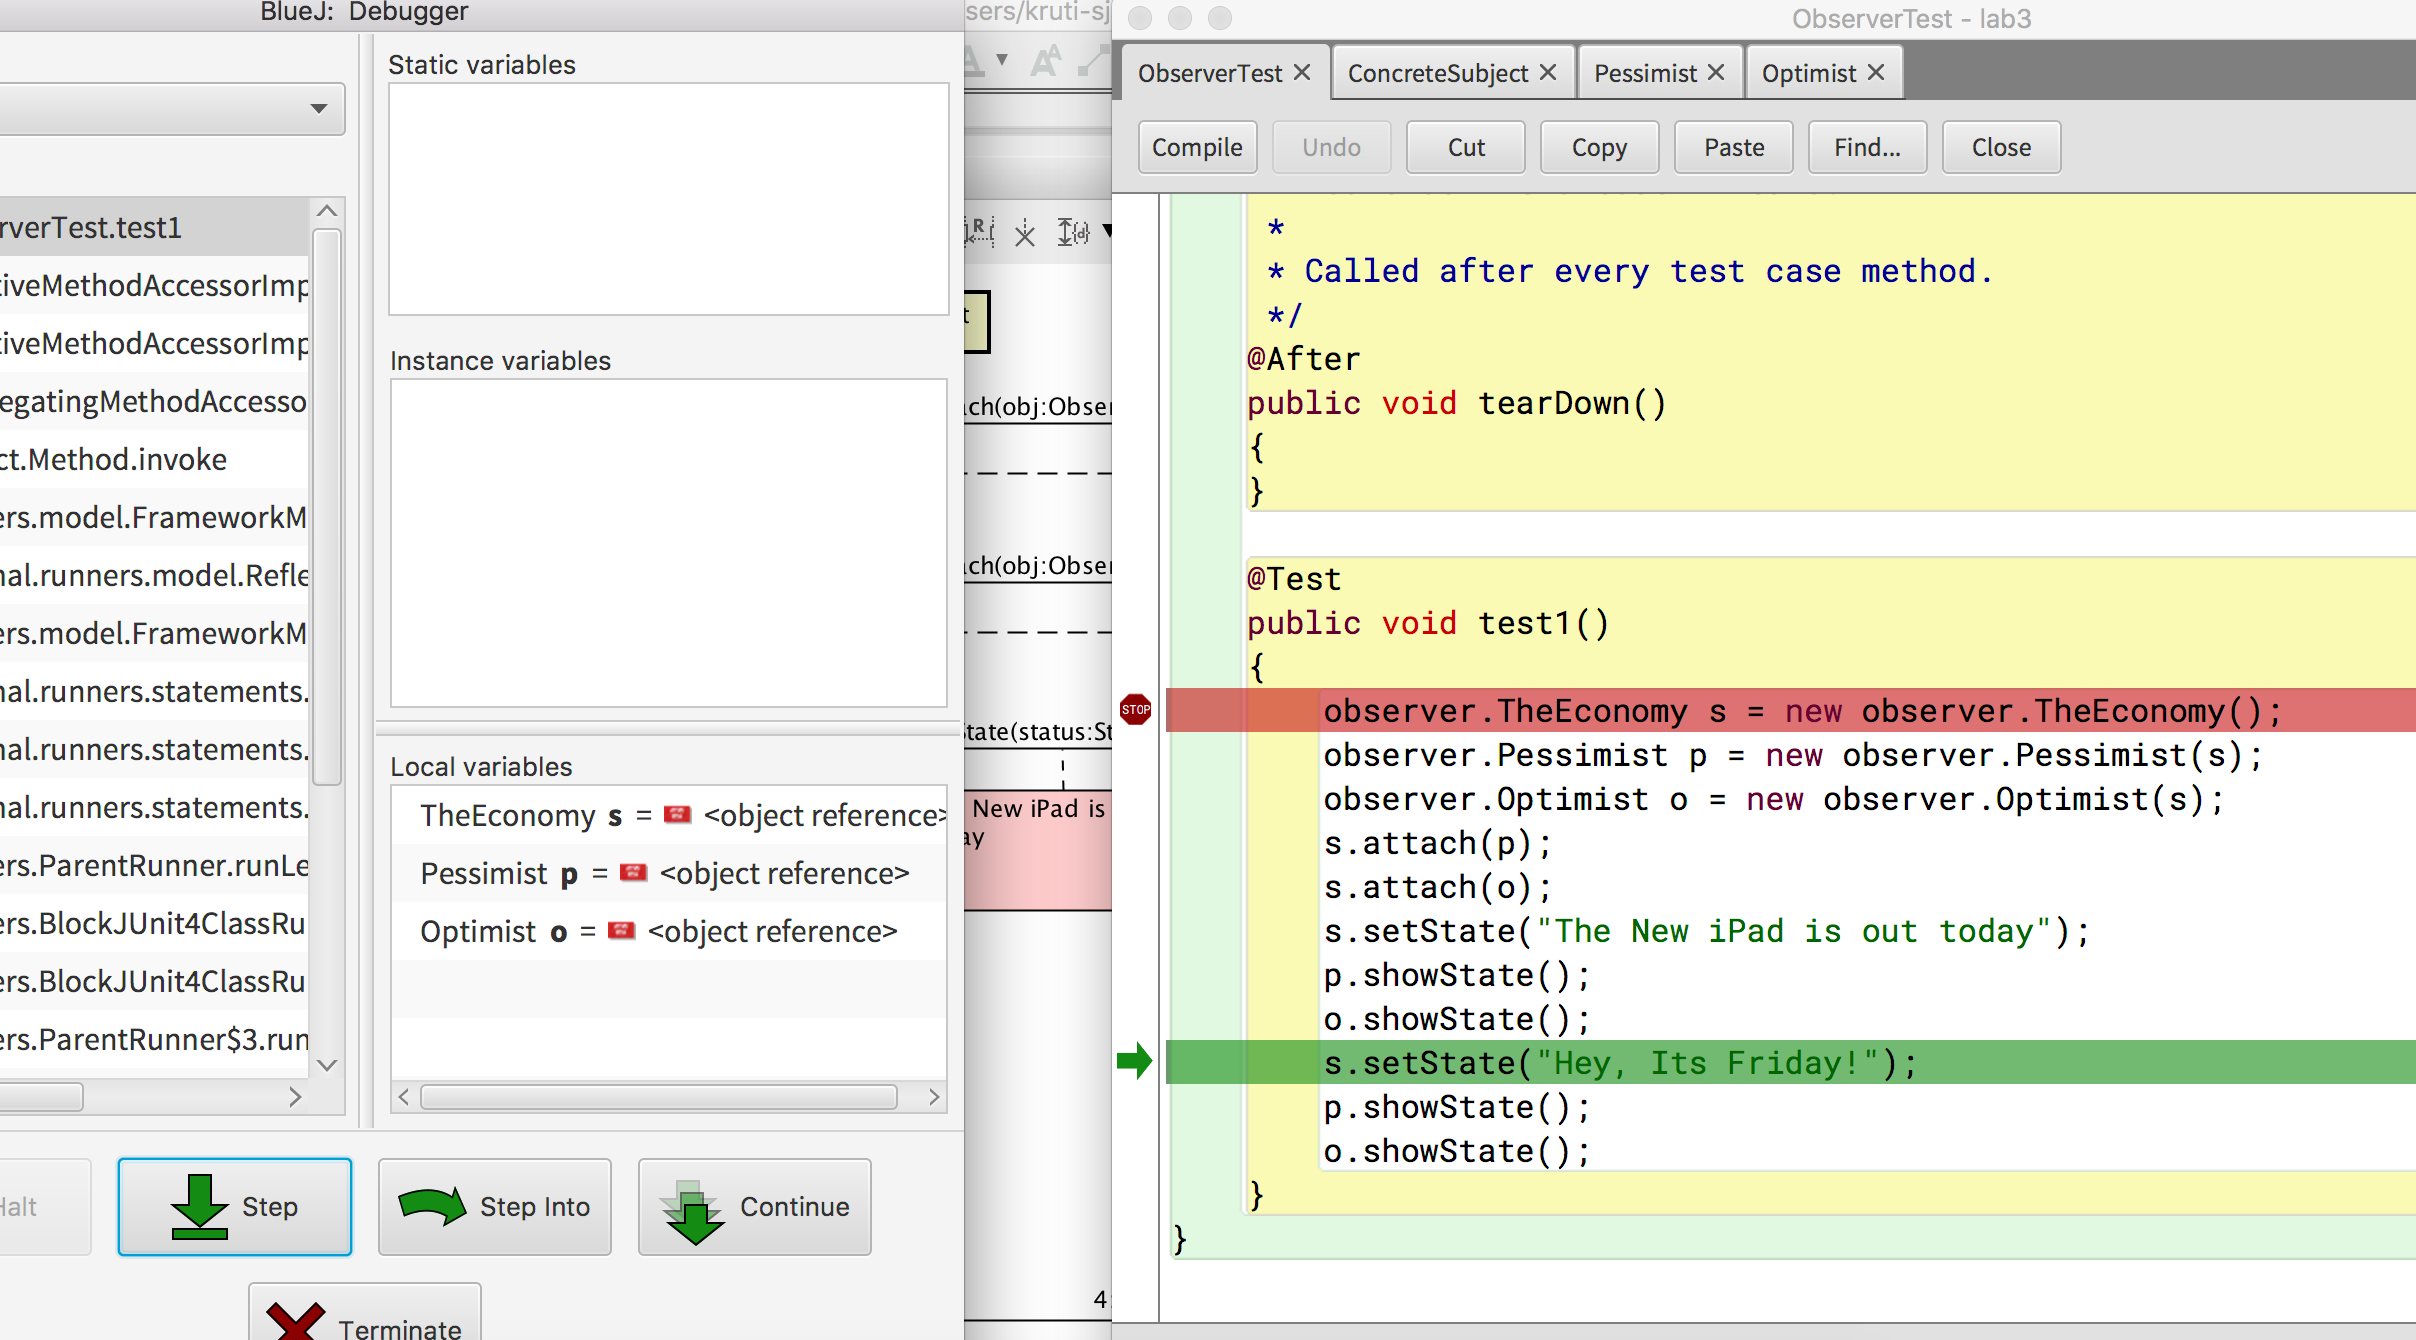 BlueJ: Debugger
Static variables
rverTest.test1
tiveMethodAccessorImp
tiveMethodAccessorImp
egatingMethodAccesso
ct.Method.invoke
ers.model.FrameworkM
nal.runners.model.Refle
ers.model.FrameworkM
nal.runners.statements.
nal.runners.statements.
nal.runners.statements.
ers.ParentRunner.runLe
ers.BlockJUnit4ClassRu
ers.BlockJUnit4ClassRu
ers.ParentRunner$3.run
Instance variables
Local variables
TheEconomy s = <object reference>
Pessimist p = <object reference>
Optimist o = <object reference>
Halt
Step
Step Into
Continue
Terminate
sers/kruti-sj
ach(obj:Obser
ach(obj:Obser
tate(status:St
New iPad is
ay
4:
ObserverTest - lab3
ObserverTest
ConcreteSubject
Pessimist
Optimist
Compile
Undo
Cut
Copy
Paste
Find...
Close
*
* Called after every test case method.
*/
@After
public void tearDown()
{
}
@Test
public void test1()
{
STOP
observer.TheEconomy s = new observer.TheEconomy();
observer.Pessimist p = new observer.Pessimist(s);
observer.Optimist o = new observer.Optimist(s);
s.attach(p);
s.attach(o);
s.setState("The New iPad is out today");
p.showState();
o.showState();
s.setState("Hey, Its Friday!");
p.showState();
o.showState();
}
}